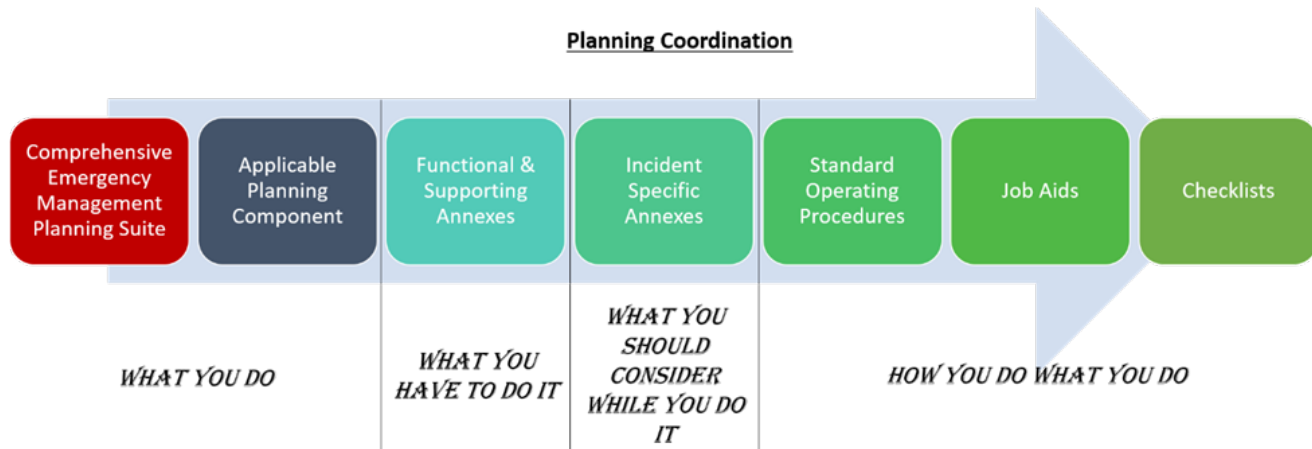 Planning Coordination
Comprehensive
Emergency
Management
Planning Suite
Applicable
Planning
Component
Functional &
Supporting
Annexes
Incident
Specific
Annexes
Standard
Operating
Procedures
Job Aids
Checklists
WHAT YOU DO
WHAT YOU
HAVE TO DO IT
WHAT YOU
SHOULD
CONSIDER
WHILE YOU DO
IT
HOW YOU DO WHAT YOU DO